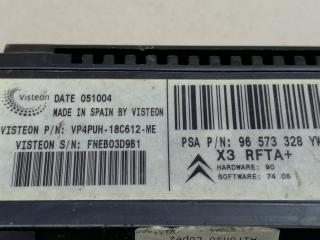 Visteon
DATE 051004
MADE IN SPAIN BY VISTEON
VISTEON P/N: VP4PUH-18C612-ME
VISTEON S/N: FNEB03D9B1
PSA P/N: 96 573 328 YW
X3 RFTA+
HARDWARE: 90
SOFTWARE: 74 06